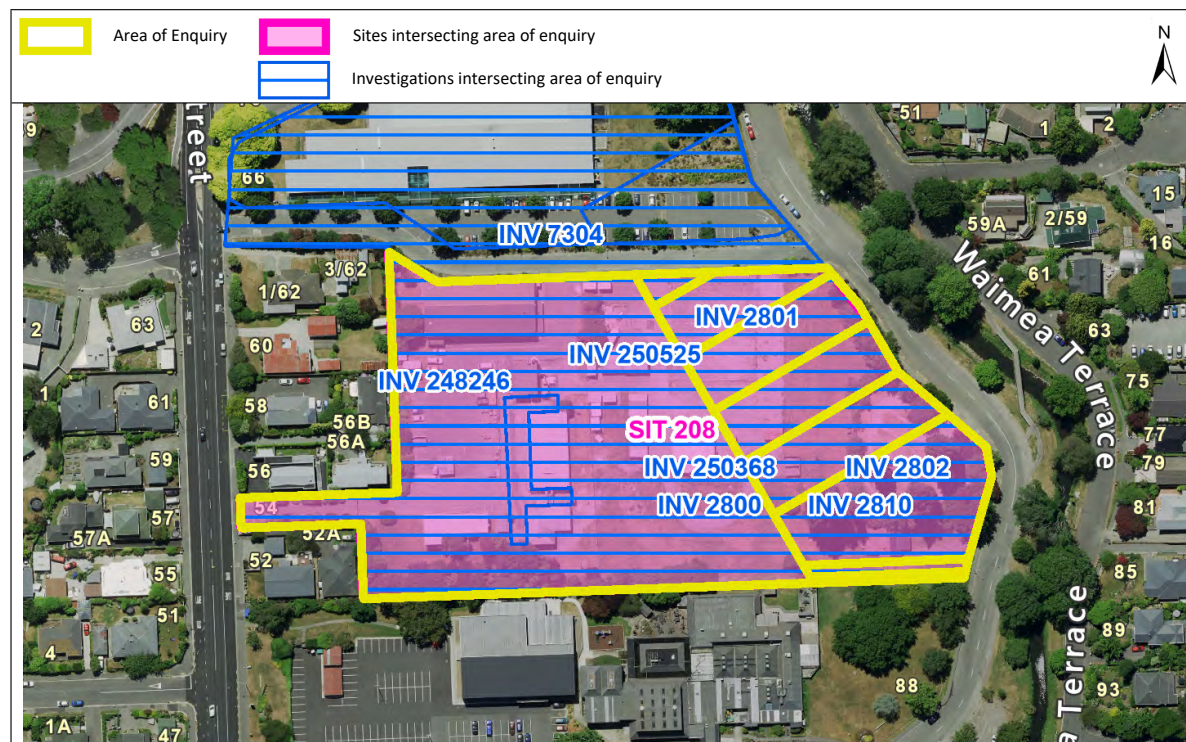 Area of Enquiry
Sites intersecting area of enquiry
N
Investigations intersecting area of enquiry
51
1
2
treet
66
15
59A
2/59
INV 7304
16
3/62
1/62
61
Waimea Terrace
2
63
INV 2801
63
60
INV 250525
75
1
INV 248246
61
58
56B
SIT 208
77
56A
59
56
INV 250368
INV 2802
79
54
INV 2800
INV 2810
81
57
57A
52A
52
55
85
51
4
89
88
93
a Terrace
1A
47